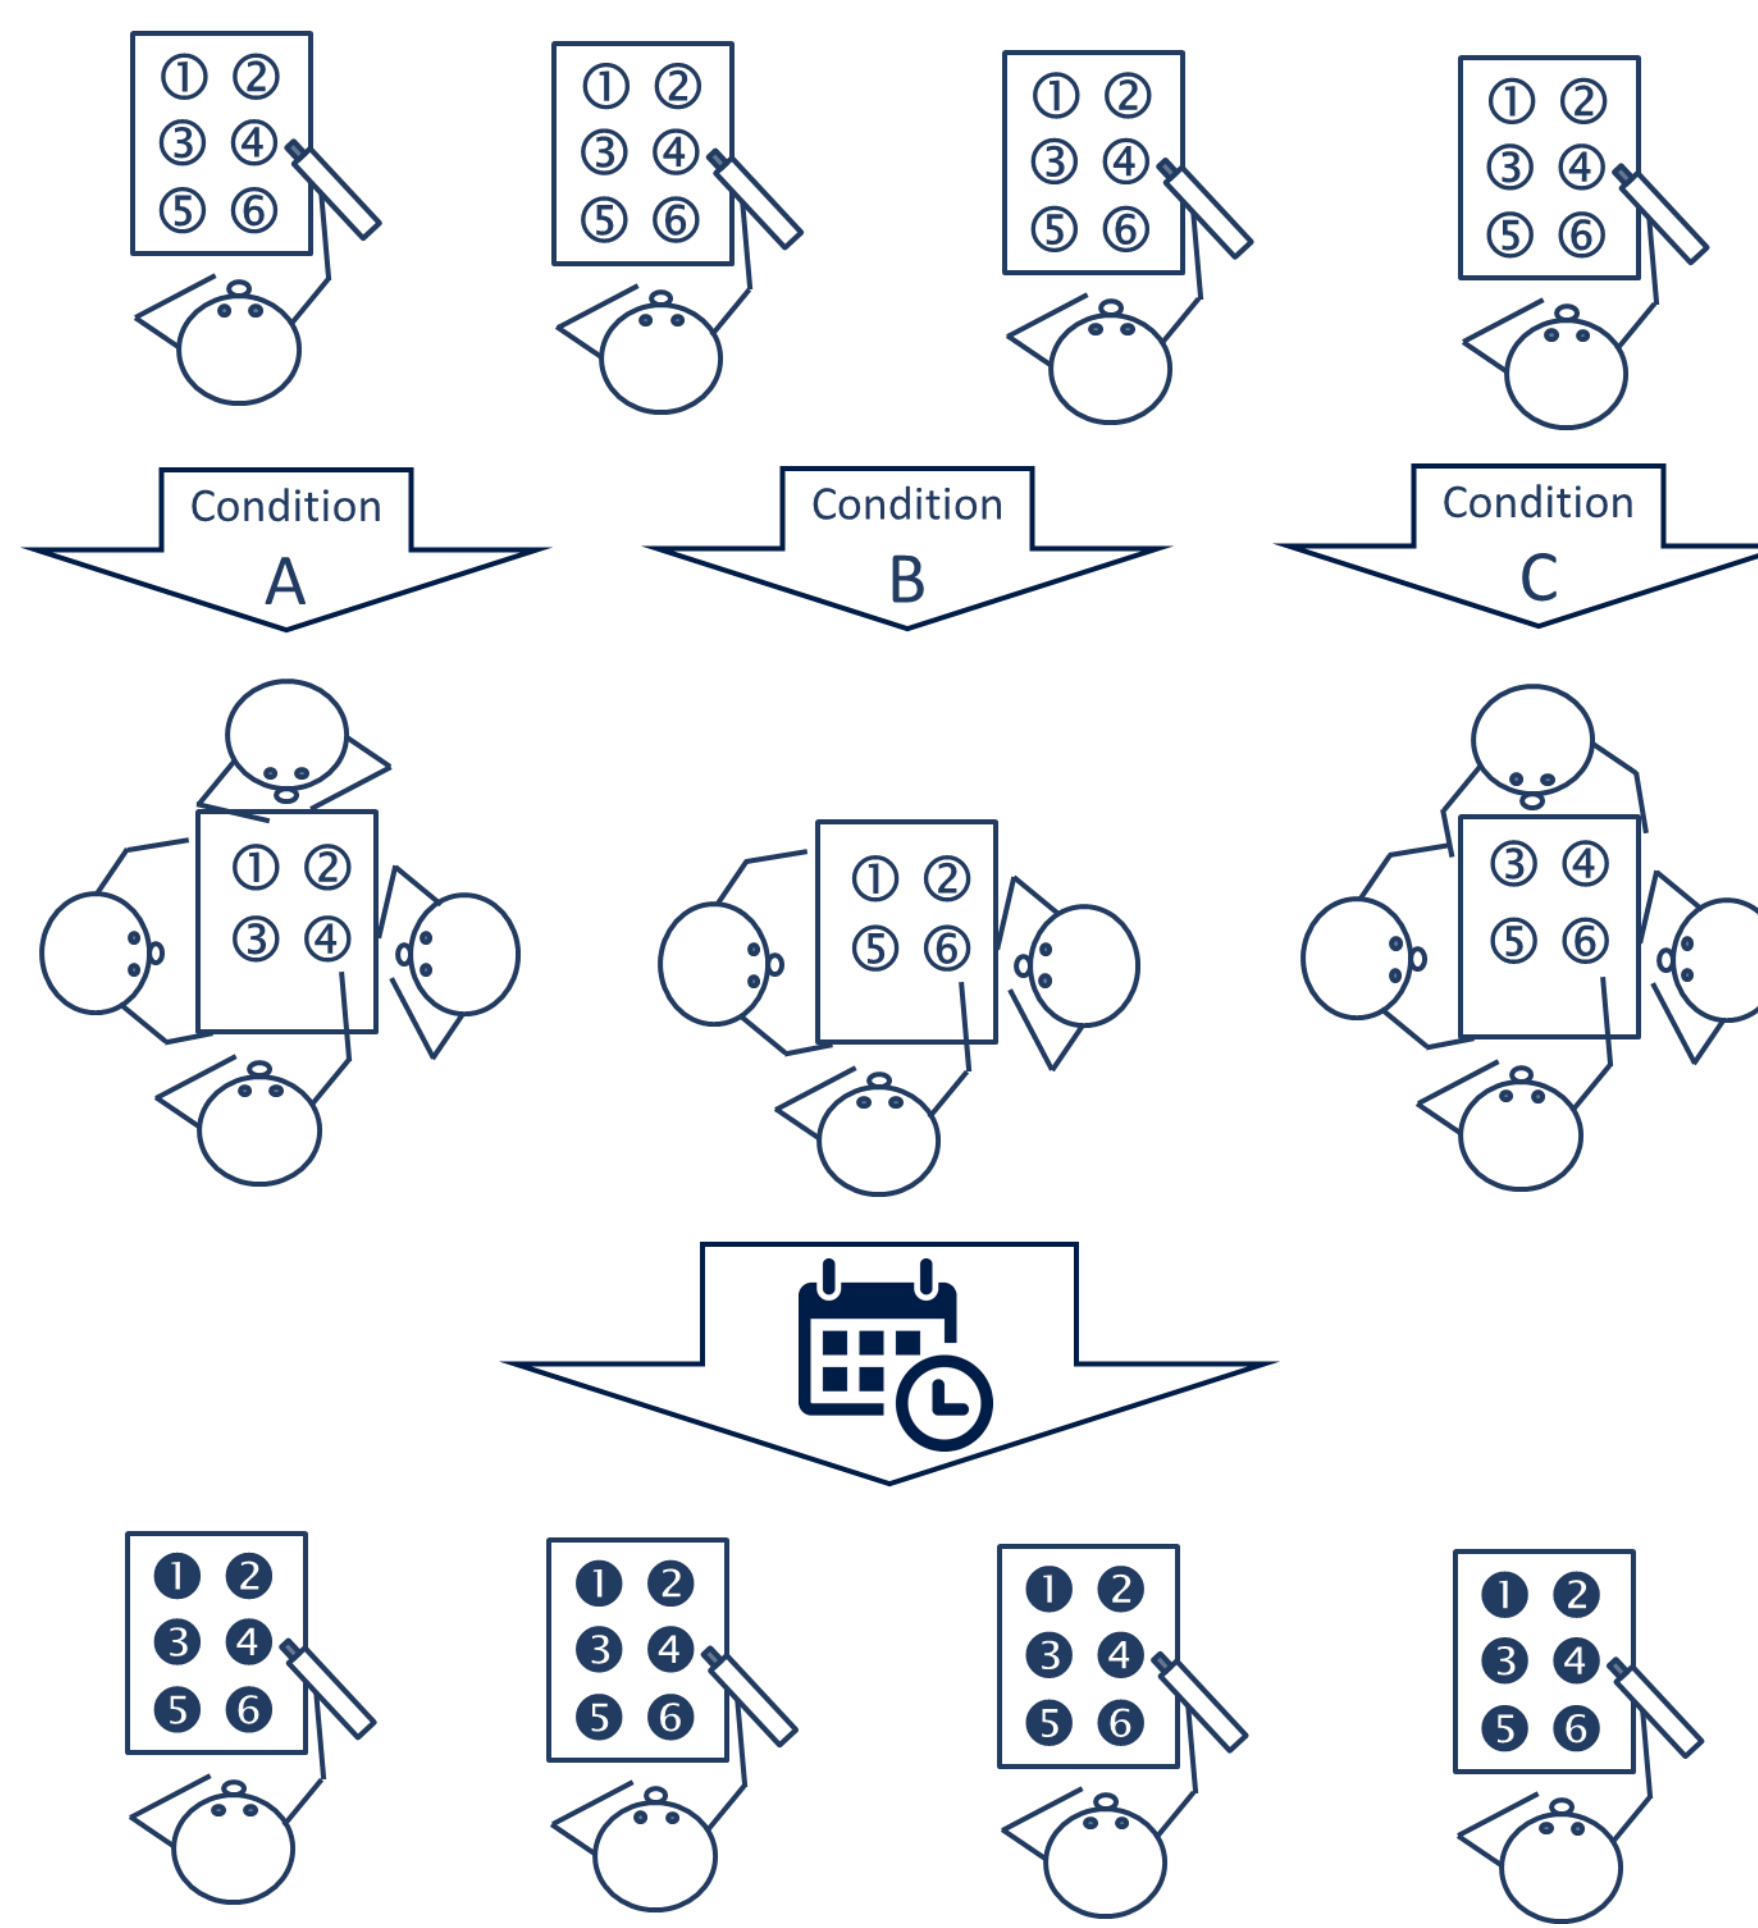 ① ② ① ② ① ② ① ②
③ ④ ③ ④ ③ ④ ③ ④
⑤ ⑥ ⑤ ⑥ ⑤ ⑥ ⑤ ⑥
Condition
A
Condition
B
Condition
C
① ②
③ ④
① ②
⑤ ⑥
③ ④
⑤ ⑥
❶ ❷ ❶ ❷ ❶ ❷ ❶ ❷
❸ ❹ ❸ ❹ ❸ ❹ ❸ ❹
❺ ❻ ❺ ❻ ❺ ❻ ❺ ❻